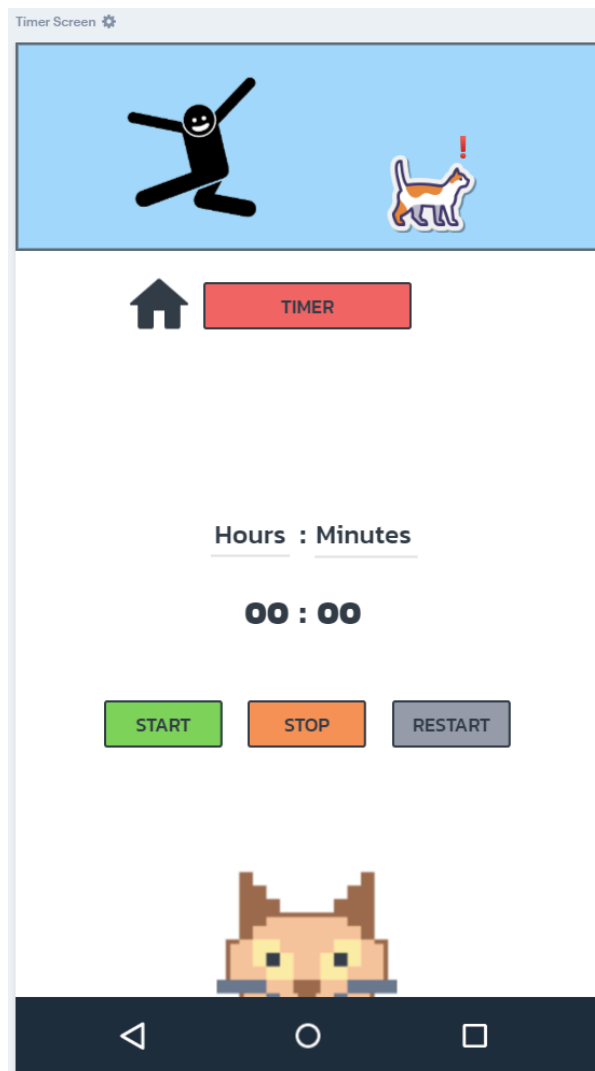 Timer Screen
TIMER
Hours : Minutes
00 : 00
START STOP RESTART